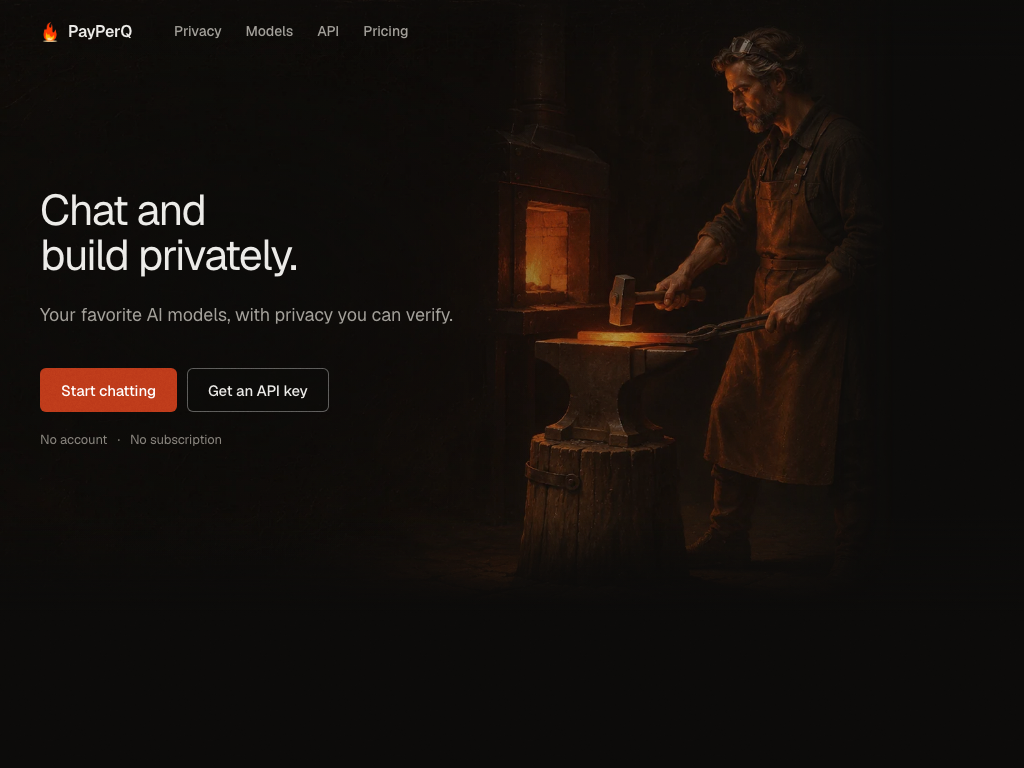 PayPerQ
Privacy
Models
API
Pricing
Chat and
build privately.
Your favorite AI models, with privacy you can verify.
Start chatting
Get an API key
No account · No subscription